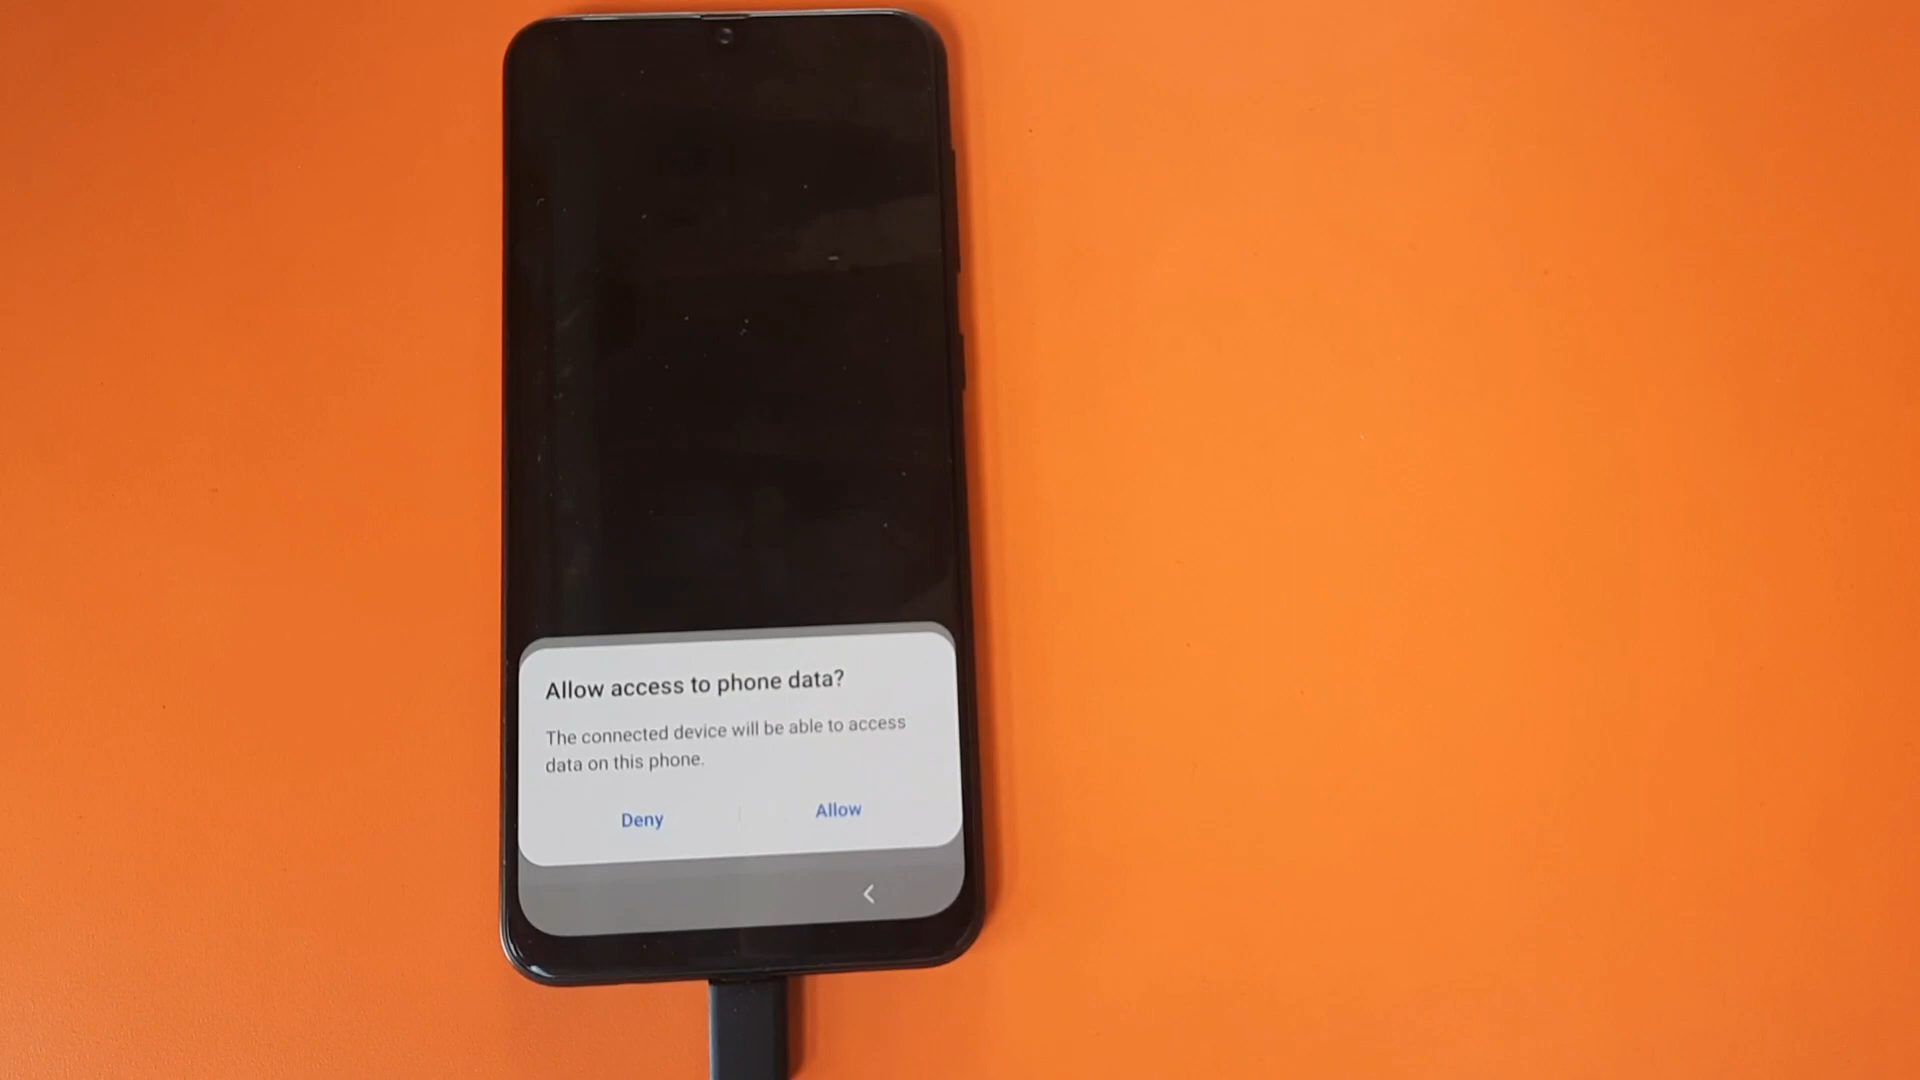 Allow access to phone data?
The connected device will be able to access
data on this phone.
Deny
Allow